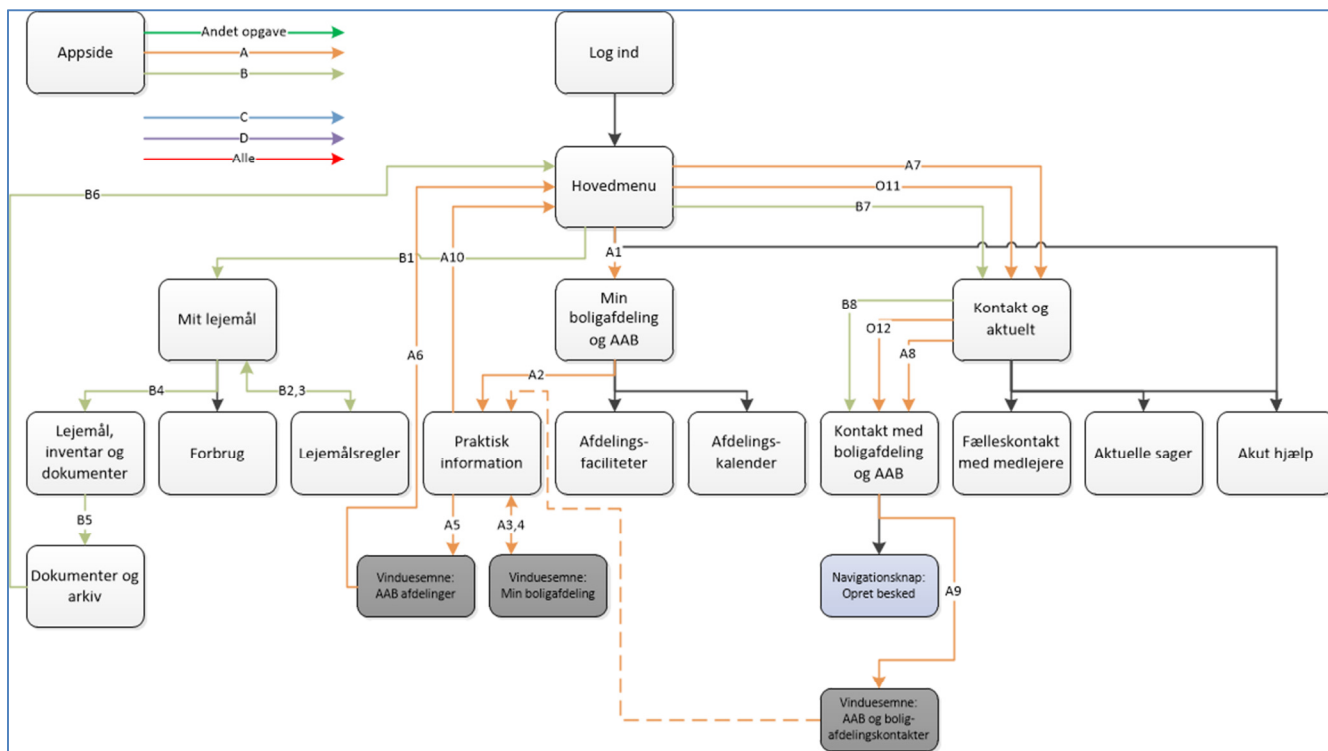 Appside
Andet opgave
A
B
C
D
Alle
Log ind
Hovedmenu
A7
O11
B7
B6
B1
A10
A1
Mit lejemål
Min
boligafdeling
og AAB
Kontakt og
aktuelt
B8
O12
A8
A6
A2
B4
B2,3
Lejemål,
inventar og
dokumenter
Forbrug
Lejemålsregler
Praktisk
information
Afdelings-
faciliteter
Afdelings-
kalender
Kontakt med
boligafdeling
og AAB
Fælleskontakt
med medlejere
Aktuelle sager
Akut hjælp
B5
A5
A3,4
Dokumenter og
arkiv
Vinduesemne:
AAB afdelinger
Vinduesemne:
Min boligafdeling
Navigationsknap:
Opret besked
A9
Vinduesemne:
AAB og bolig-
afdelingskontakter